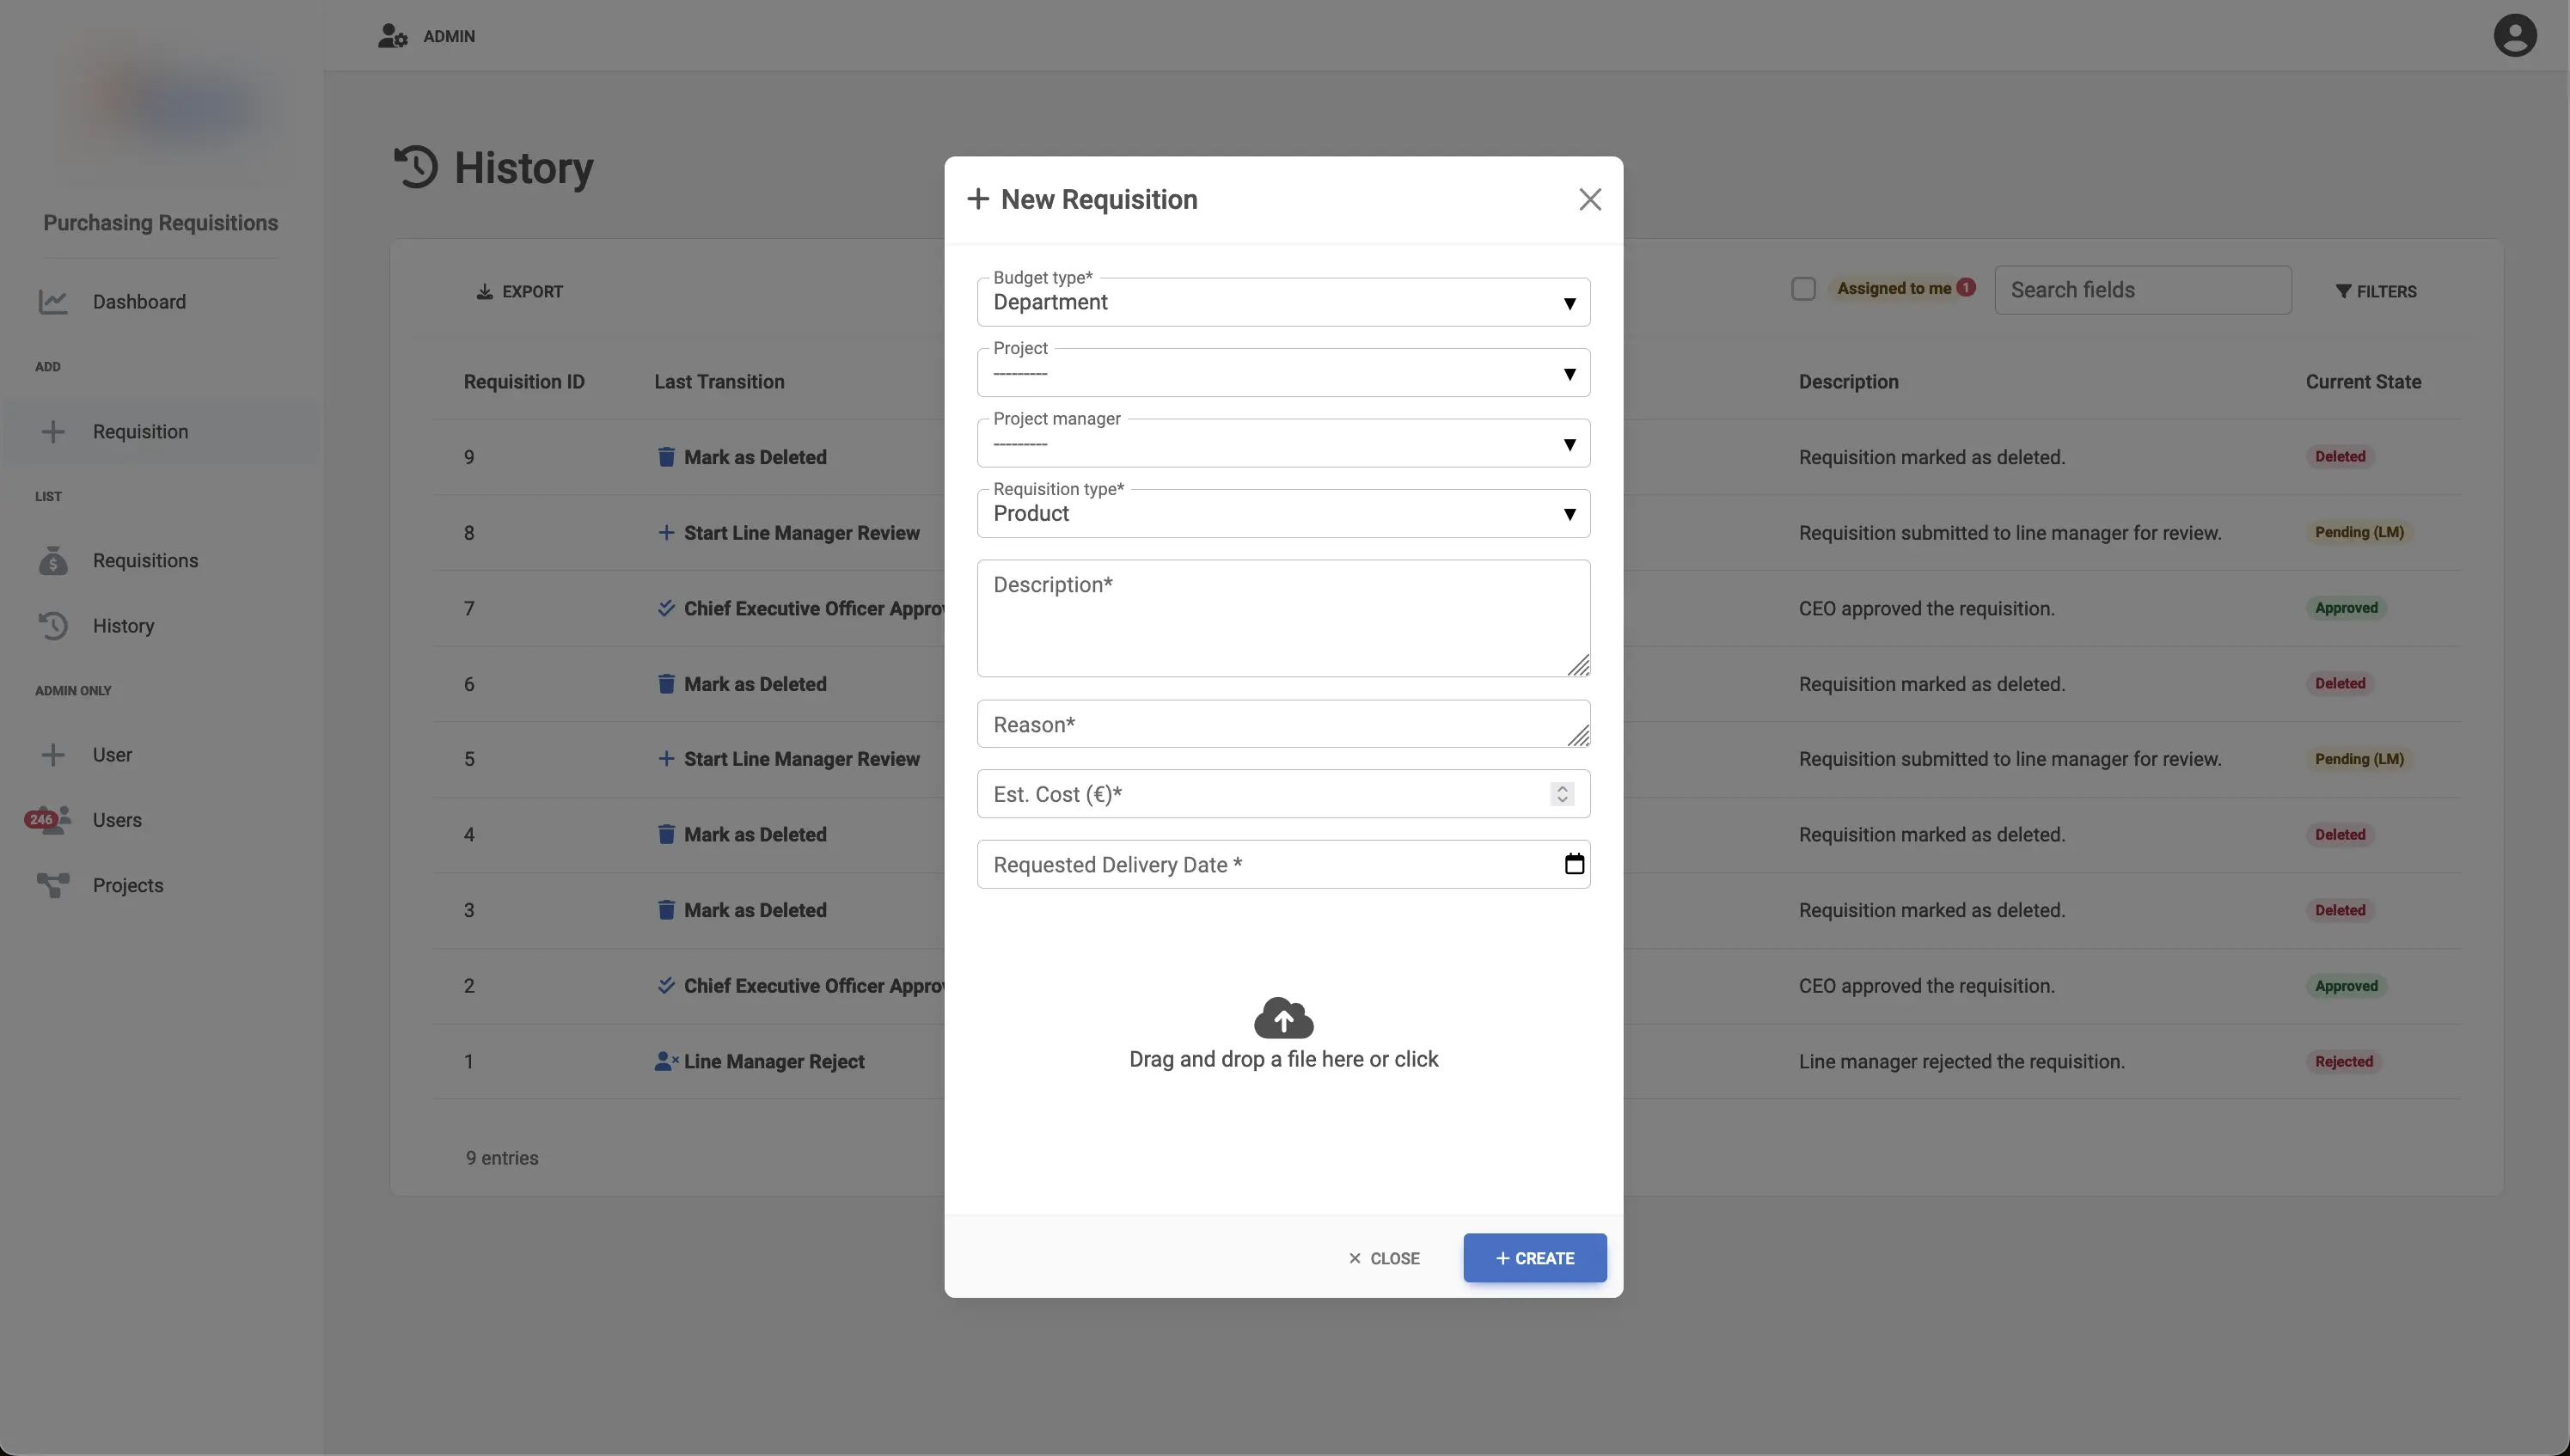 ADMIN
Purchasing Requisitions
Dashboard
ADD
Requisition
LIST
Requisitions
History
ADMIN ONLY
User
246
Users
Projects
History
EXPORT
Assigned to me 1
Search fields
FILTERS
Requisition ID Last Transition Description Current State
9 Mark as Deleted Requisition marked as deleted. Deleted
8 Start Line Manager Review Requisition submitted to line manager for review. Pending (LM)
7 Chief Executive Officer Approv CEO approved the requisition. Approved
6 Mark as Deleted Requisition marked as deleted. Deleted
5 Start Line Manager Review Requisition submitted to line manager for review. Pending (LM)
4 Mark as Deleted Requisition marked as deleted. Deleted
3 Mark as Deleted Requisition marked as deleted. Deleted
2 Chief Executive Officer Approv CEO approved the requisition. Approved
1 Line Manager Reject Line manager rejected the requisition. Rejected
9 entries
New Requisition
Budget type*
Department
Project
---------
Project manager
---------
Requisition type*
Product
Description*
Reason*
Est. Cost (€)*
Requested Delivery Date *
Drag and drop a file here or click
CLOSE
CREATE